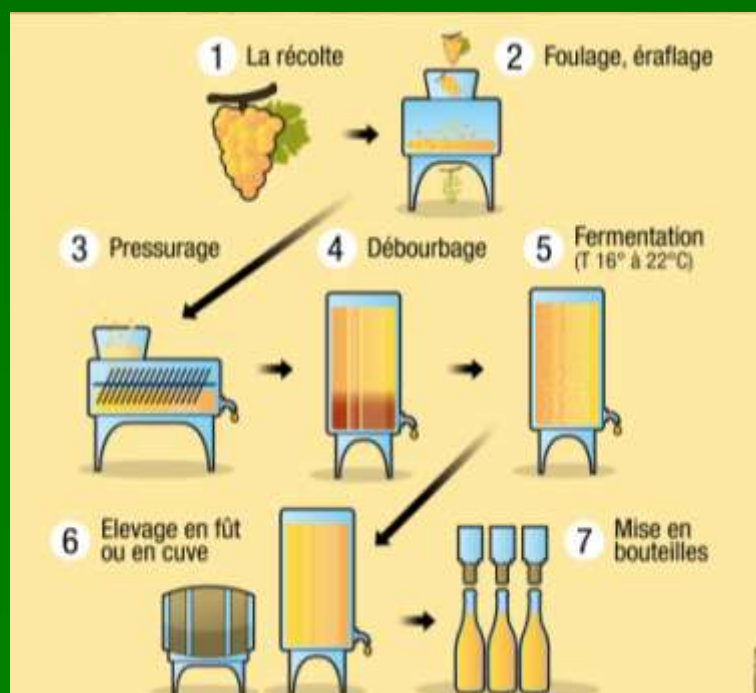 1 La récolte
2 Foulage, éraflage
3 Pressurage
4 Débourbage
5 Fermentation
(T 16° à 22°C)
6 Elevage en fût
ou en cuve
7 Mise en
bouteilles